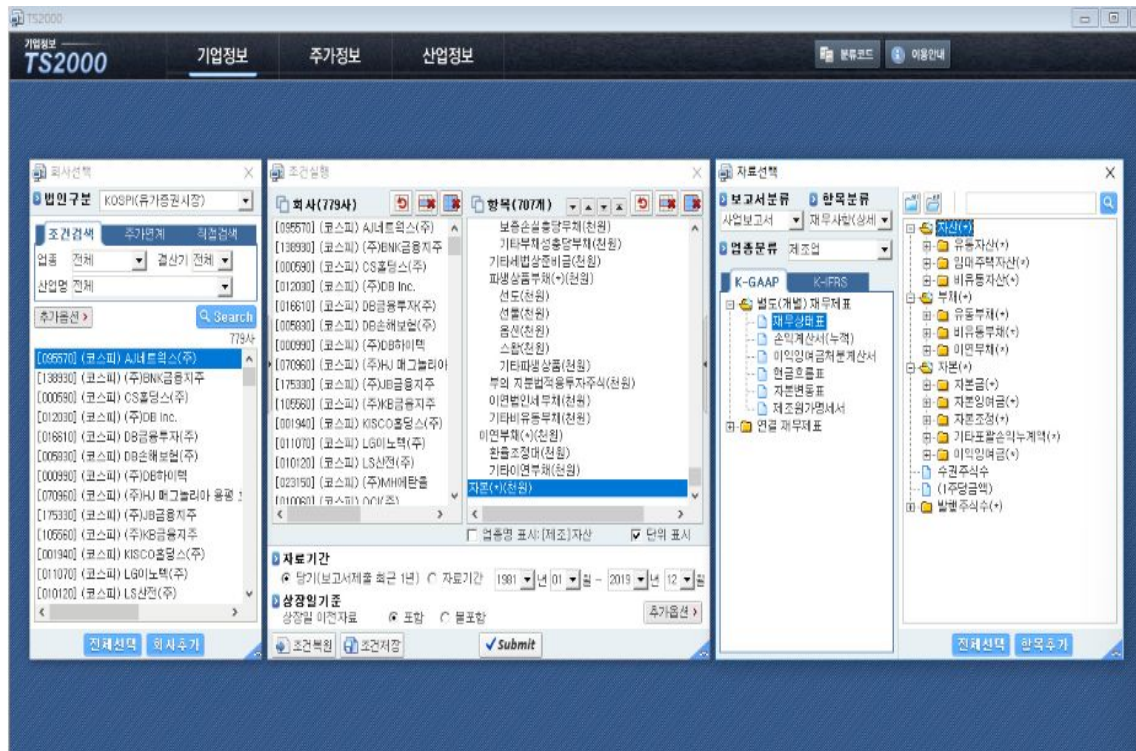 TS2000
기업정보
TS2000
기업정보
주가정보
산업정보
분류코드
이용안내
회사선택
법인구분 KOSPI(유가증권시장)
조건검색
주가연계
직접검색
업종 전체 결산기 전체
산업명 전체
추가옵션 >
Search
779사
[095570] (코스피) AJ네트웍스(주)
[138930] (코스피) (주)BNK금융지주
[000590] (코스피) CS홀딩스(주)
[012030] (코스피) (주)DB Inc.
[016610] (코스피) DB금융투자(주)
[005830] (코스피) DB손해보험(주)
[000990] (코스피) (주)DB하이텍
[070960] (코스피) (주)HJ 매그놀리아 용평
[175330] (코스피) (주)JB금융지주
[105560] (코스피) (주)KB금융지주
[001940] (코스피) KISCO홀딩스(주)
[011070] (코스피) LG이노텍(주)
[010120] (코스피) LS산전(주)
전체선택
회사추가
조건실행
회사(779사)
[095570] (코스피) AJ네트웍스(주)
[138930] (코스피) (주)BNK금융지주
[000590] (코스피) CS홀딩스(주)
[012030] (코스피) (주)DB Inc.
[016610] (코스피) DB금융투자(주)
[005830] (코스피) DB손해보험(주)
[000990] (코스피) (주)DB하이텍
[070960] (코스피) (주)HJ 매그놀리아
[175330] (코스피) (주)JB금융지주
[105560] (코스피) (주)KB금융지주
[001940] (코스피) KISCO홀딩스(주)
[011070] (코스피) LG이노텍(주)
[010120] (코스피) LS산전(주)
[023150] (코스피) (주)MH에탄올
[010060] (코스피) OCI(주)
항목(707개)
보증손실충당부채(천원)
기타부채성충당부채(천원)
기타세법상준비금(천원)
파생상품부채(*)(천원)
선도(천원)
선물(천원)
옵션(천원)
스왑(천원)
기타파생상품(천원)
부의 지분법적용투자주식(천원)
이연법인세부채(천원)
기타비유동부채(천원)
이연부채(*)(천원)
환율조정대(천원)
기타이연부채(천원)
자본(*)(천원)
업종명 표시:[제조]자산
단위 표시
자료기간
당기(보고서제출 최근 1년) 자료기간 1981 년 01 월 - 2019 년 12 월
상장일기준
상장일 이전자료 포함 불포함
추가옵션 >
조건복원
조건저장
Submit
자료선택
보고서분류 항목분류
사업보고서 재무사항(상세
업종분류 제조업
K-GAAP
K-IFRS
별도(개별) 재무제표
재무상태표
손익계산서(누적)
이익잉여금처분계산서
현금흐름표
자본변동표
제조원가명세서
연결 재무제표
자산(*)
유동자산(*)
임대주택자산(*)
비유동자산(*)
부채(*)
유동부채(*)
비유동부채(*)
이연부채(*)
자본(*)
자본금(*)
자본잉여금(*)
자본조정(*)
기타포괄손익누계액(*)
이익잉여금(*)
수권주식수
(1주당금액)
발행주식수(*)
전체선택
항목추가